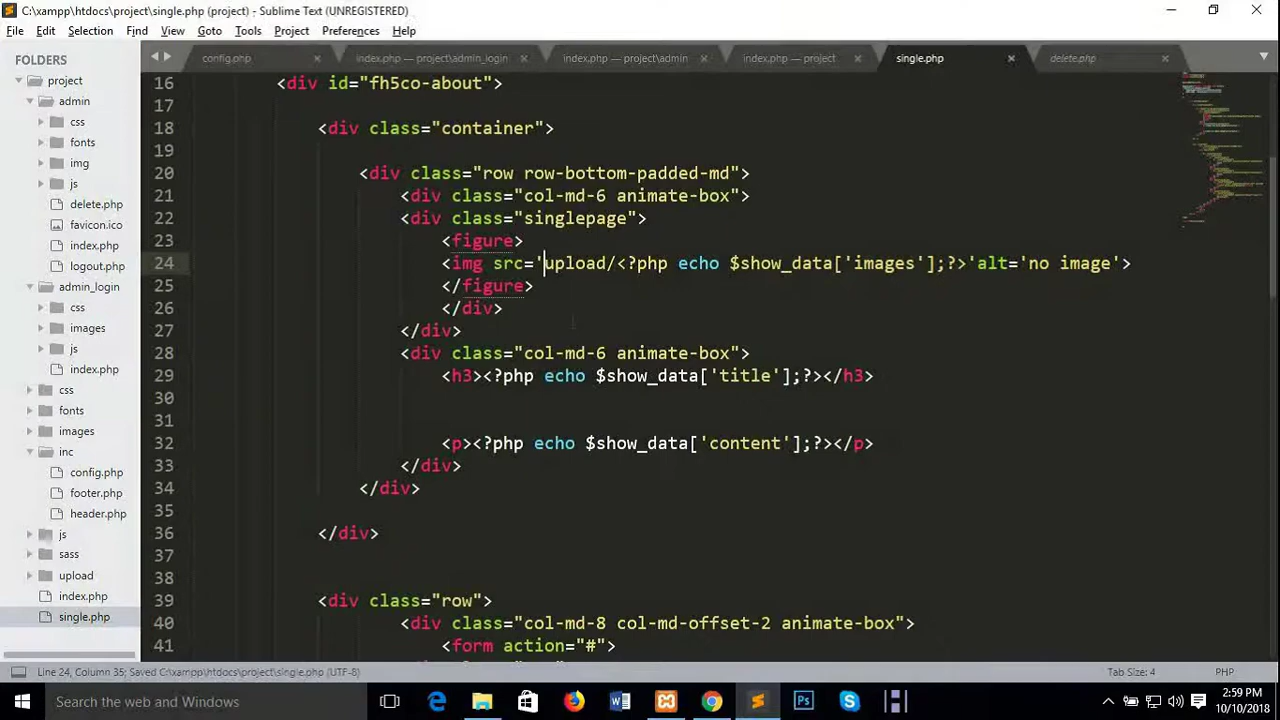 C:\xampp\htdocs\project\single.php (project) - Sublime Text (UNREGISTERED)
File Edit Selection Find View Goto Tools Project Preferences Help
FOLDERS
project
admin
css
fonts
img
js
delete.php
favicon.ico
index.php
logout.php
admin_login
css
images
js
index.php
css
fonts
images
inc
config.php
footer.php
header.php
js
sass
upload
index.php
single.php
config.php × index.php — project\admin_login × index.php — project\admin × index.php — project × single.php × delete.php ×
16 <div id="fh5co-about">
17
18 <div class="container">
19
20 <div class="row row-bottom-padded-md">
21 <div class="col-md-6 animate-box">
22 <div class="singlepage">
23 <figure>
24 <img src='upload/<?php echo $show_data['images'];?>'alt='no image'>
25 </figure>
26 </div>
27 </div>
28 <div class="col-md-6 animate-box">
29 <h3><?php echo $show_data['title'];?></h3>
30
31
32 <p><?php echo $show_data['content'];?></p>
33 </div>
34 </div>
35
36 </div>
37
38
39 <div class="row">
40 <div class="col-md-8 col-md-offset-2 animate-box">
41 <form action="#">
Line 24, Column 35; Saved C:\xampp\htdocs\project\single.php (UTF-8) Tab Size: 4 PHP
Search the web and Windows
2:59 PM
10/10/2018